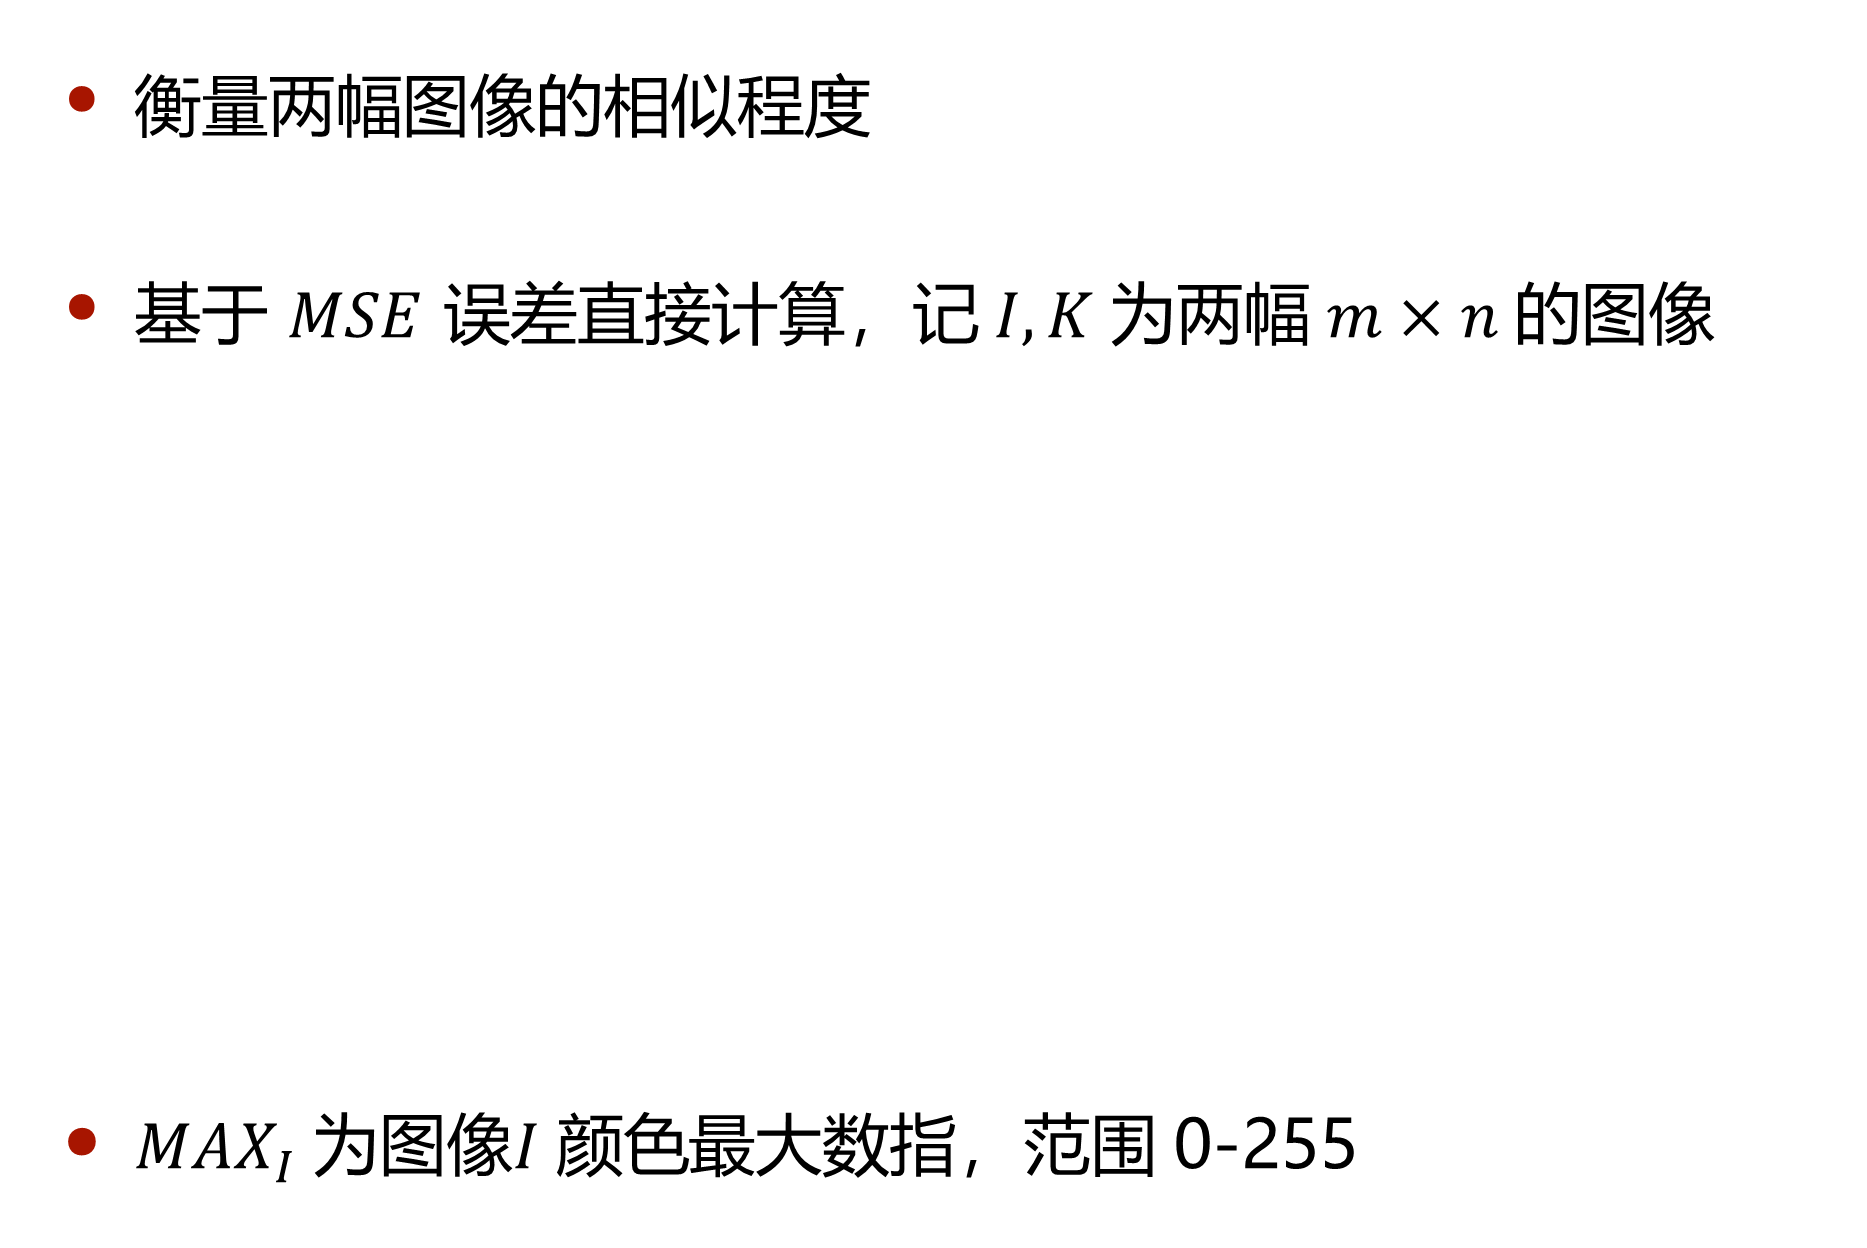 • 衡量两幅图像的相似程度
• 基于 MSE 误差直接计算，记 I, K 为两幅 m × n 的图像
• MAX_I 为图像I 颜色最大数指，范围 0-255